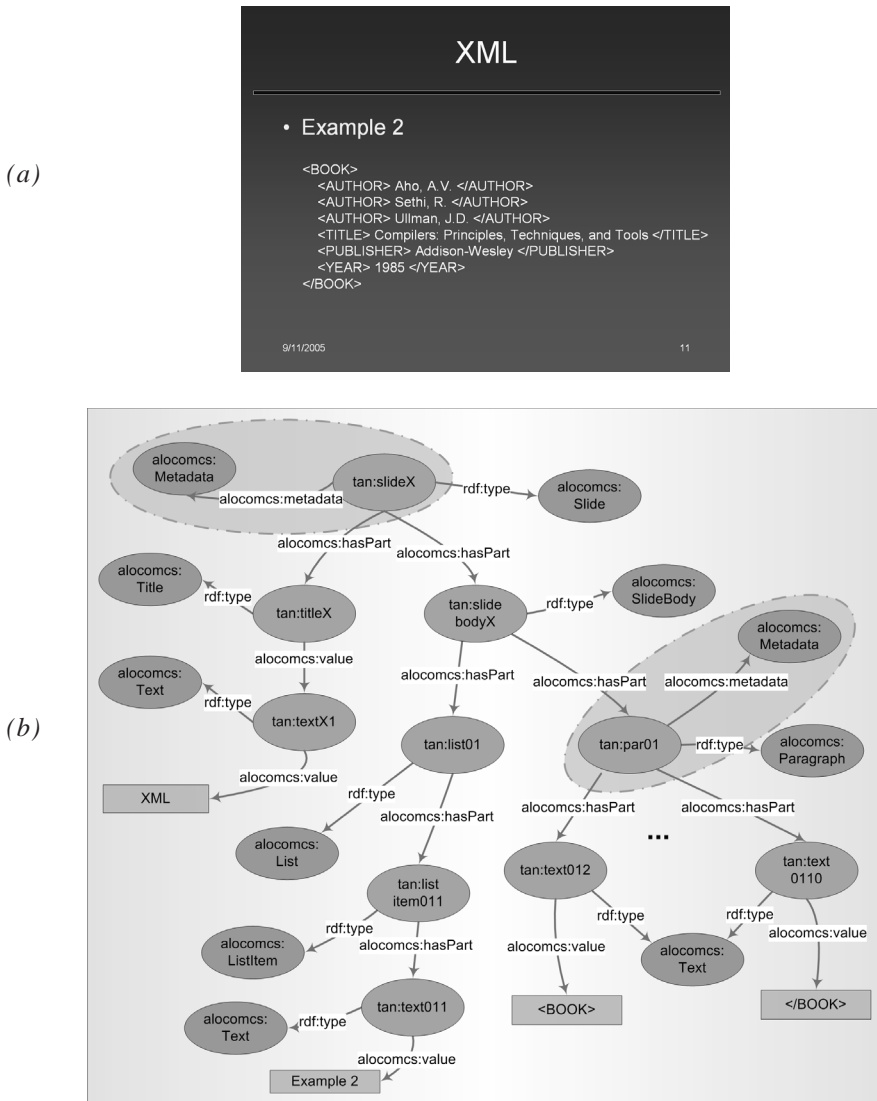 XML
• Example 2
(a)
<BOOK>
<AUTHOR> Aho, A.V. </AUTHOR>
<AUTHOR> Sethi, R. </AUTHOR>
<AUTHOR> Ullman, J.D. </AUTHOR>
<TITLE> Compilers: Principles, Techniques, and Tools </TITLE>
<PUBLISHER> Addison-Wesley </PUBLISHER>
<YEAR> 1985 </YEAR>
</BOOK>
9/11/2005
11
(b)
alocomcs:
Metadata
alocomcs:metadata
tan:slideX
rdf:type
alocomcs:
Slide
alocomcs:hasPart
alocomcs:hasPart
alocomcs:
Title
rdf:type
tan:titleX
tan:slide
bodyX
rdf:type
alocomcs:
SlideBody
alocomcs:value
alocomcs:
Text
rdf:type
tan:textX1
alocomcs:value
XML
alocomcs:hasPart
alocomcs:hasPart
alocomcs:metadata
alocomcs:
Metadata
tan:list01
tan:par01
rdf:type
alocomcs:
Paragraph
rdf:type
alocomcs:
List
alocomcs:hasPart
alocomcs:hasPart
...
alocomcs:hasPart
tan:list
item011
tan:text012
tan:text
0110
rdf:type
alocomcs:
ListItem
alocomcs:hasPart
rdf:type
rdf:type
alocomcs:
Text
alocomcs:value
alocomcs:value
tan:text011
rdf:type
alocomcs:
Text
alocomcs:value
Example 2
<BOOK>
</BOOK>